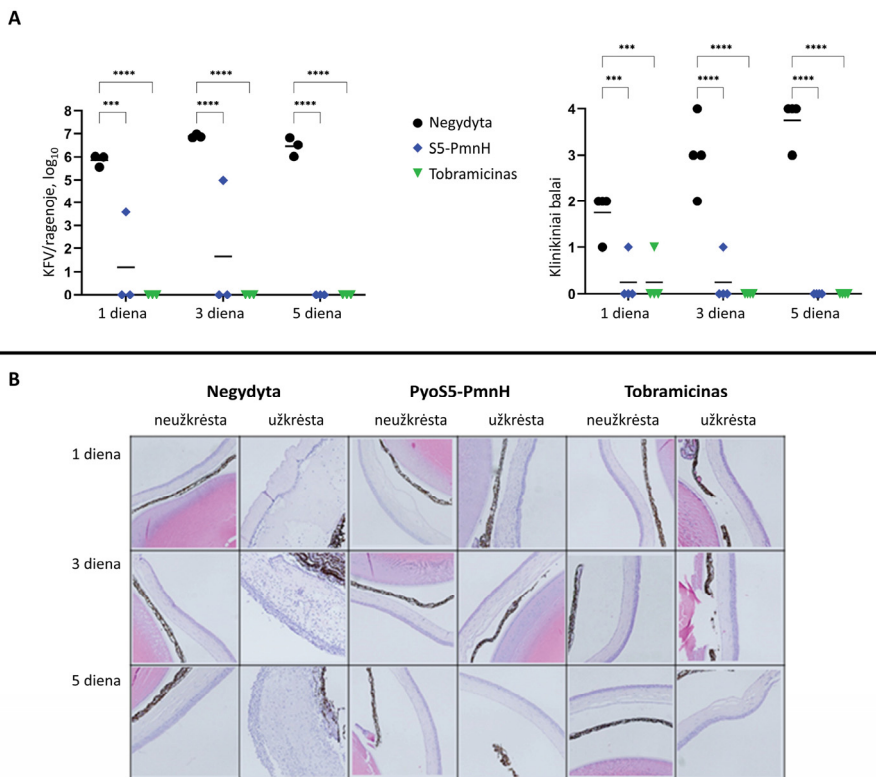 A
KFV/ragenoje, log10
8
7
6
5
4
3
2
1
0
****
***
****
****
****
****
1 diena
3 diena
5 diena
Negydyta
S5-PmnH
Tobramicinas
Klinikiniai balai
4
3
2
1
0
***
***
****
****
****
****
1 diena
3 diena
5 diena
B
Negydyta PyoS5-PmnH Tobramicinas
neužkrėsta užkrėsta neužkrėsta užkrėsta neužkrėsta užkrėsta
1 diena
3 diena
5 diena